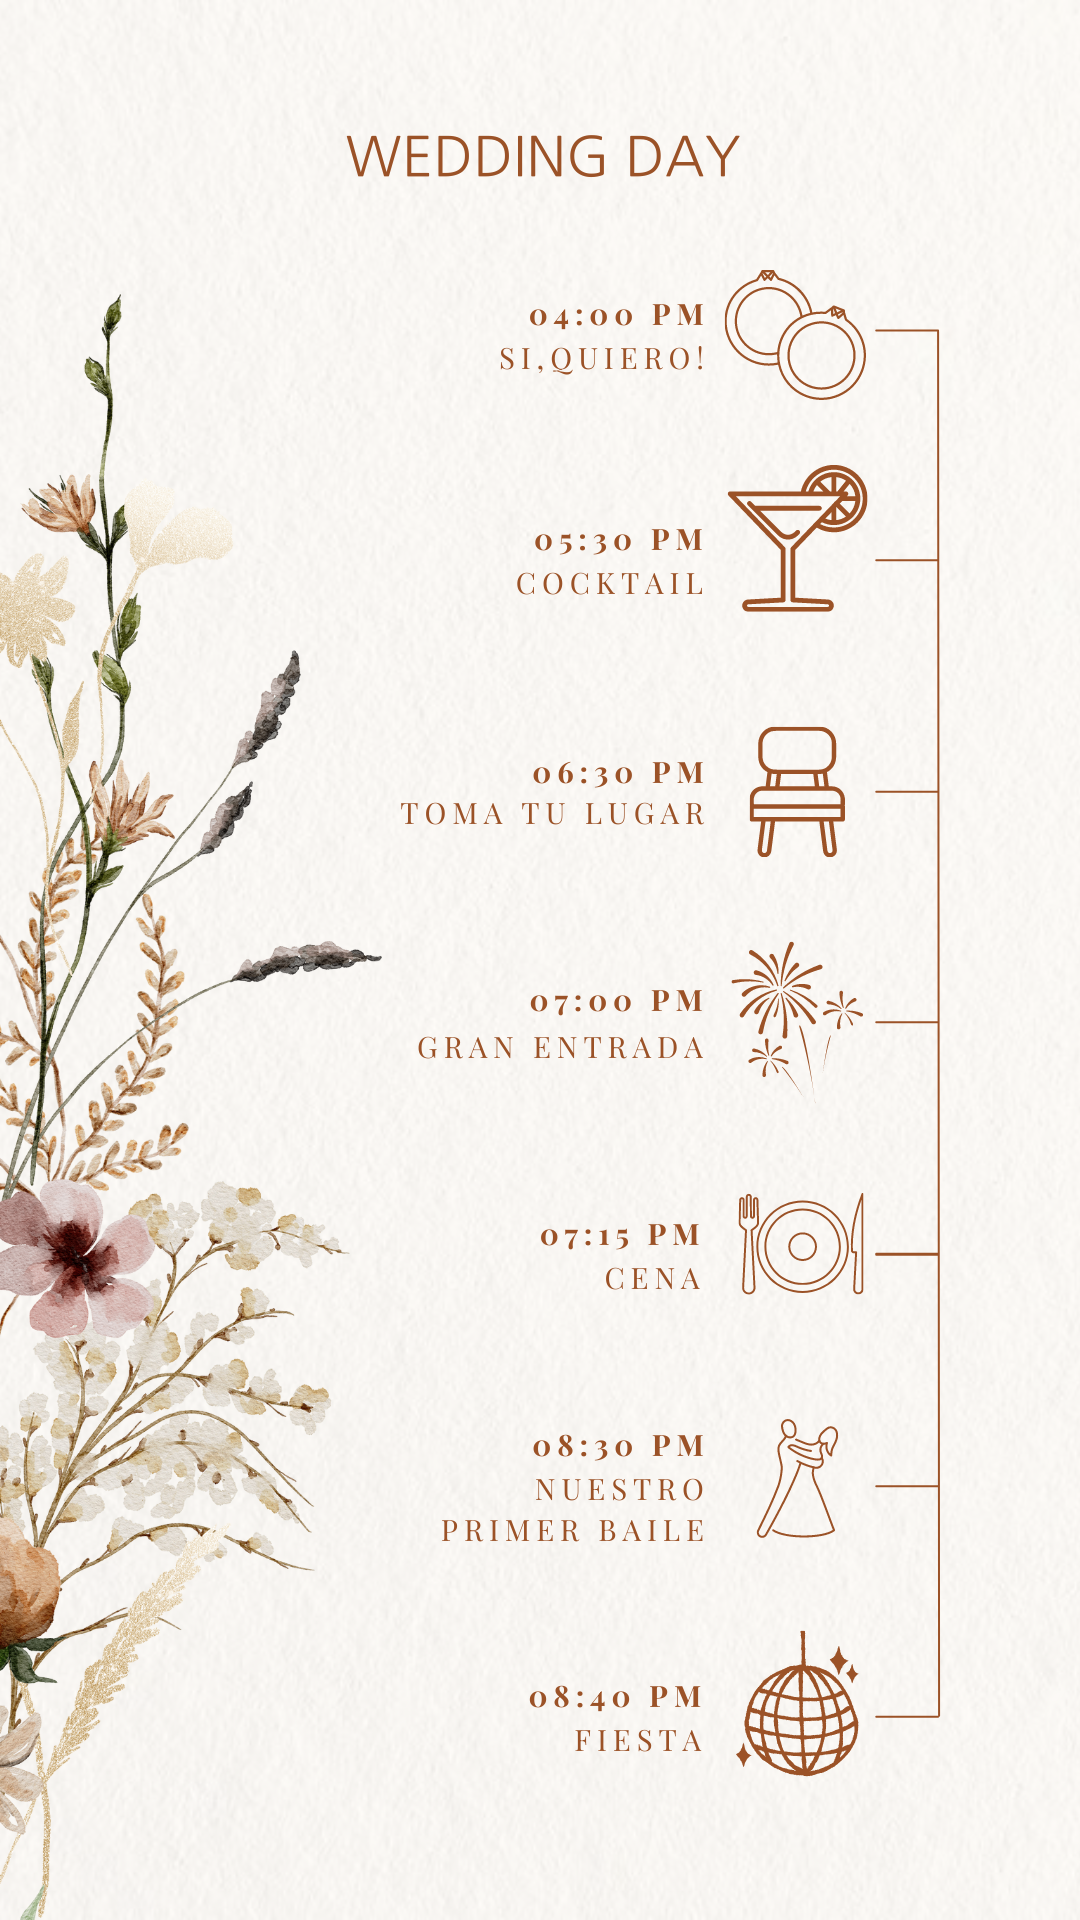 WEDDING DAY
04:00 PM
SI,QUIERO!
05:30 PM
COCKTAIL
06:30 PM
TOMA TU LUGAR
07:00 PM
GRAN ENTRADA
07:15 PM
CENA
08:30 PM
NUESTRO
PRIMER BAILE
08:40 PM
FIESTA